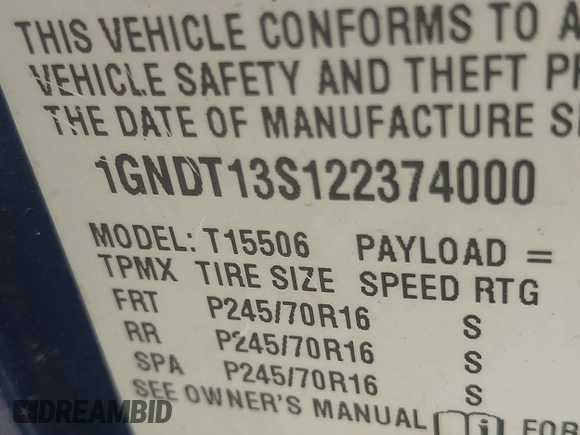 THIS VEHICLE CONFORMS TO A
VEHICLE SAFETY AND THEFT PR
THE DATE OF MANUFACTURE S
1GNDT13S122374000
MODEL: T15506 PAYLOAD =
TPMX TIRE SIZE SPEED RTG
FRT P245/70R16 S
RR P245/70R16 S
SPA P245/70R16 S
SEE OWNER'S MANUAL FOR
DREAMBID